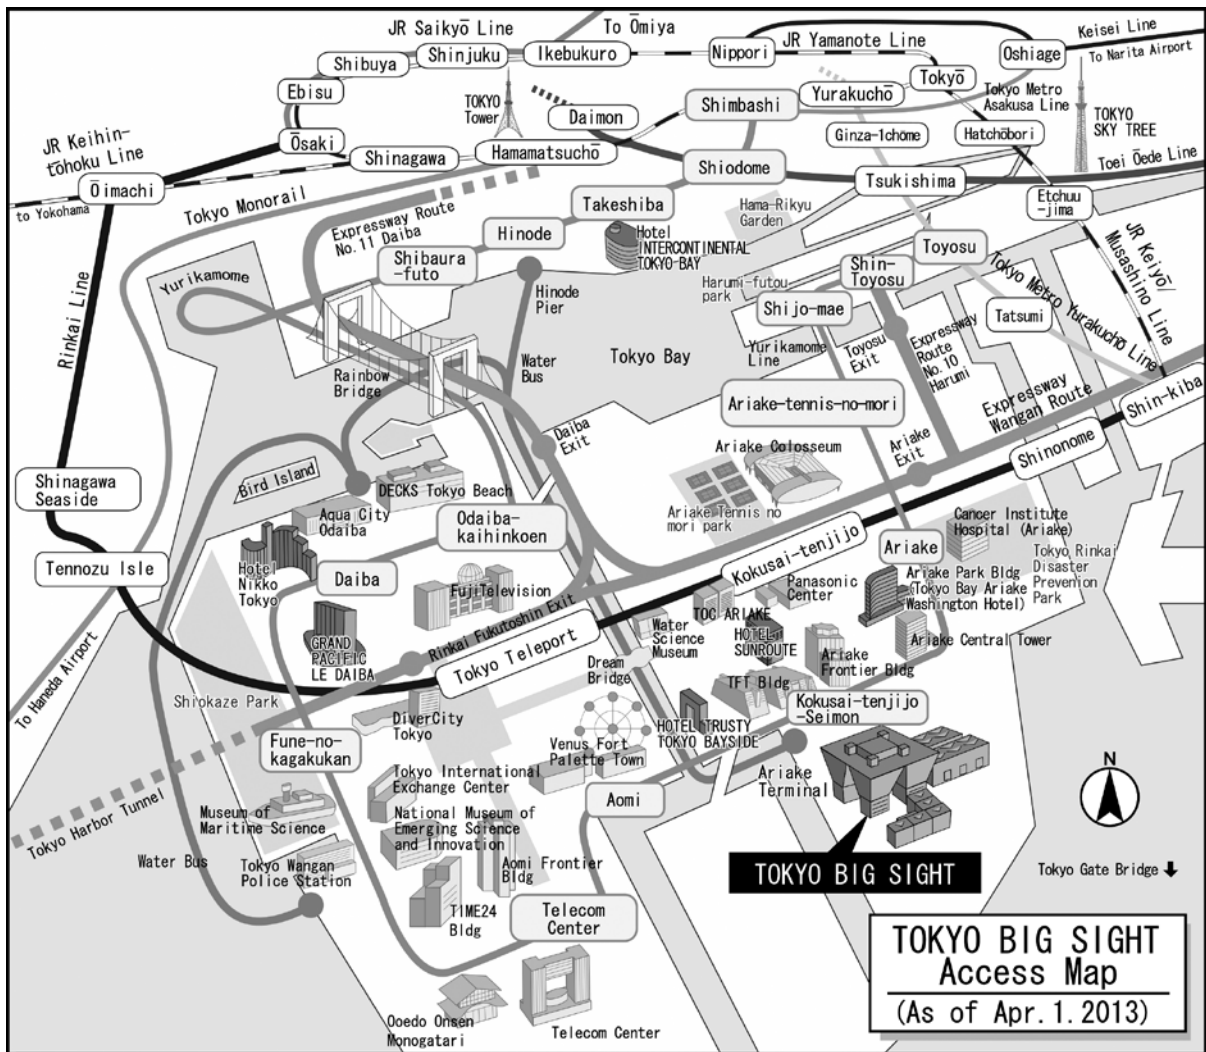 JR Saikyō Line
To Ōmiya
Shibuya
Shinjuku
Ikebukuro
Nippori
JR Yamanote Line
Oshiage
Keisei Line
To Narita Airport
Ebisu
TOKYO
Tower
Daimon
Shimbashi
Yurakuchō
Tokyō
Tokyo Metro
Asakusa Line
TOKYO
SKY TREE
JR Keihin-
tōhoku Line
Ōsaki
Shinagawa
Hamamatsuchō
Ginza-1chōme
Hatchōbori
Shiodome
Toei Ōede Line
Ōimachi
to Yokohama
Tokyo Monorail
Tsukishima
Etchuu
-jima
Expressway Route
No.11 Daiba
Takeshiba
Hama-Rikyu
Garden
Hinode
Hotel
INTERCONTINENTAL
TOKYO BAY
Toyosu
JR Keiyō/
Musashino Line
Shibaura
-futo
Shin-
Toyosu
Yurikamome
Hinode
Pier
Harumi-futou
park
Shijo-mae
Tokyo Metro Yurakuchō Line
Tatsumi
Rinkai Line
Rainbow
Bridge
Water
Bus
Tokyo Bay
Yurikamome
Line
Toyosu
Exit
Expressway
Route
No.10
Harumi
Expressway
Wangan Route
Shin-kiba
Ariake-tennis-no-mori
Daiba
Exit
Ariake Colosseum
Ariake
Exit
Shinonome
Shinagawa
Seaside
Bird Island
DECKS Tokyo Beach
Aqua City
Odaiba
Odaiba-
kaihinkoen
Ariake Tennis no
mori park
Cancer Institute
Hospital (Ariake)
Kokusai-tenjijo
Ariake
Tokyo Rinkai
Disaster
Prevenion
Park
Tennozu Isle
Hotel
Nikko
Tokyo
Daiba
FujiTelevision
Panasonic
Center
Ariake Park Bldg
(Tokyo Bay Ariake
Washington Hotel)
TOC ARIAKE
Rinkai Fukutoshin Exit
Tokyo Teleport
Water
Science
Museum
HOTEL
SUNROUTE
Ariake Central Tower
GRAND
PACIFIC
LE DAIBA
Ariake
Frontier Bldg
Dream
Bridge
TFT Bldg
To Haneda Airport
Shiokaze Park
DiverCity
Tokyo
HOTEL TRUSTY
TOKYO BAYSIDE
Kokusai-tenjijo
-Seimon
Fune-no-
kagakukan
Venus Fort
Palette Town
Tokyo International
Exchange Center
Aomi
Ariake
Terminal
N
Tokyo Harbor Tunnel
Museum of
Maritime Science
National Museum of
Emerging Science
and Innovation
Water Bus
Tokyo Wangan
Police Station
Aomi Frontier
Bldg
TOKYO BIG SIGHT
Tokyo Gate Bridge
TIME24
Bldg
Telecom
Center
TOKYO BIG SIGHT
Access Map
(As of Apr.1.2013)
Ooedo Onsen
Monogatari
Telecom Center